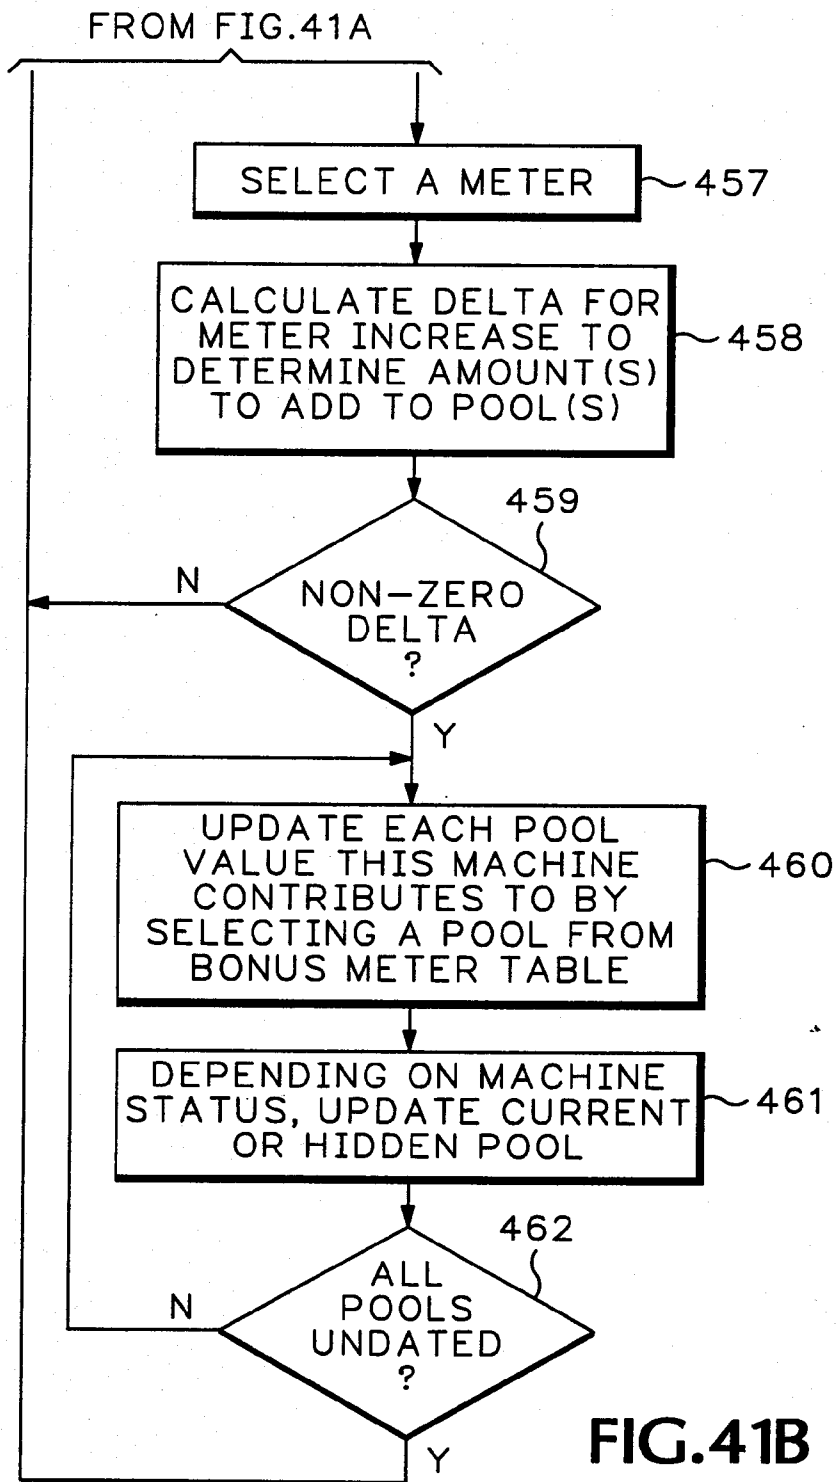 FROM FIG.41A
SELECT A METER
457
CALCULATE DELTA FOR
METER INCREASE TO
DETERMINE AMOUNT(S)
TO ADD TO POOL(S)
458
459
NON-ZERO
DELTA
?
N
Y
UPDATE EACH POOL
VALUE THIS MACHINE
CONTRIBUTES TO BY
SELECTING A POOL FROM
BONUS METER TABLE
460
DEPENDING ON MACHINE
STATUS, UPDATE CURRENT
OR HIDDEN POOL
461
462
ALL
POOLS
UNDATED
?
N
Y
FIG.41B